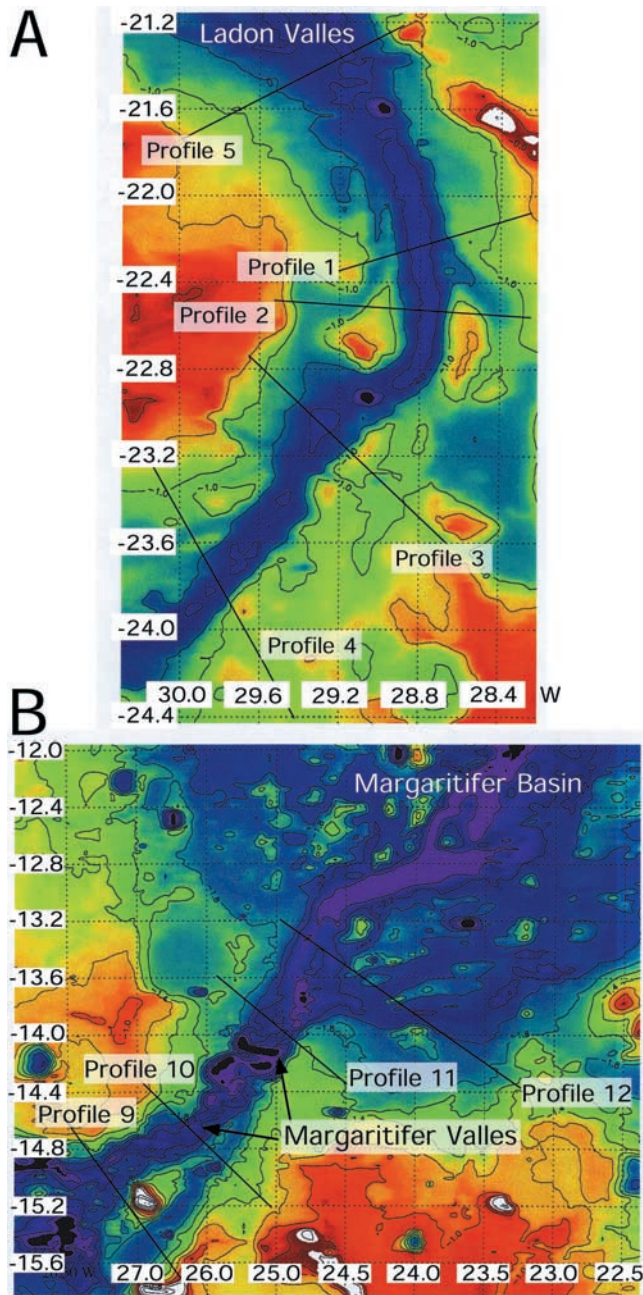 A
Ladon Valles
-21.2
-21.6
Profile 5
-22.0
Profile 1
-22.4
Profile 2
-22.8
-23.2
-23.6
Profile 3
-24.0
Profile 4
30.0 29.6 29.2 28.8 28.4 W
-24.4
B
-12.0
Margaritifer Basin
-12.4
-12.8
-13.2
-13.6
-14.0
Profile 10
Profile 11
-14.4
Profile 12
Profile 9
Margaritifer Valles
-14.8
-15.2
-15.6
27.0 26.0 25.0 24.5 24.0 23.0 22.5